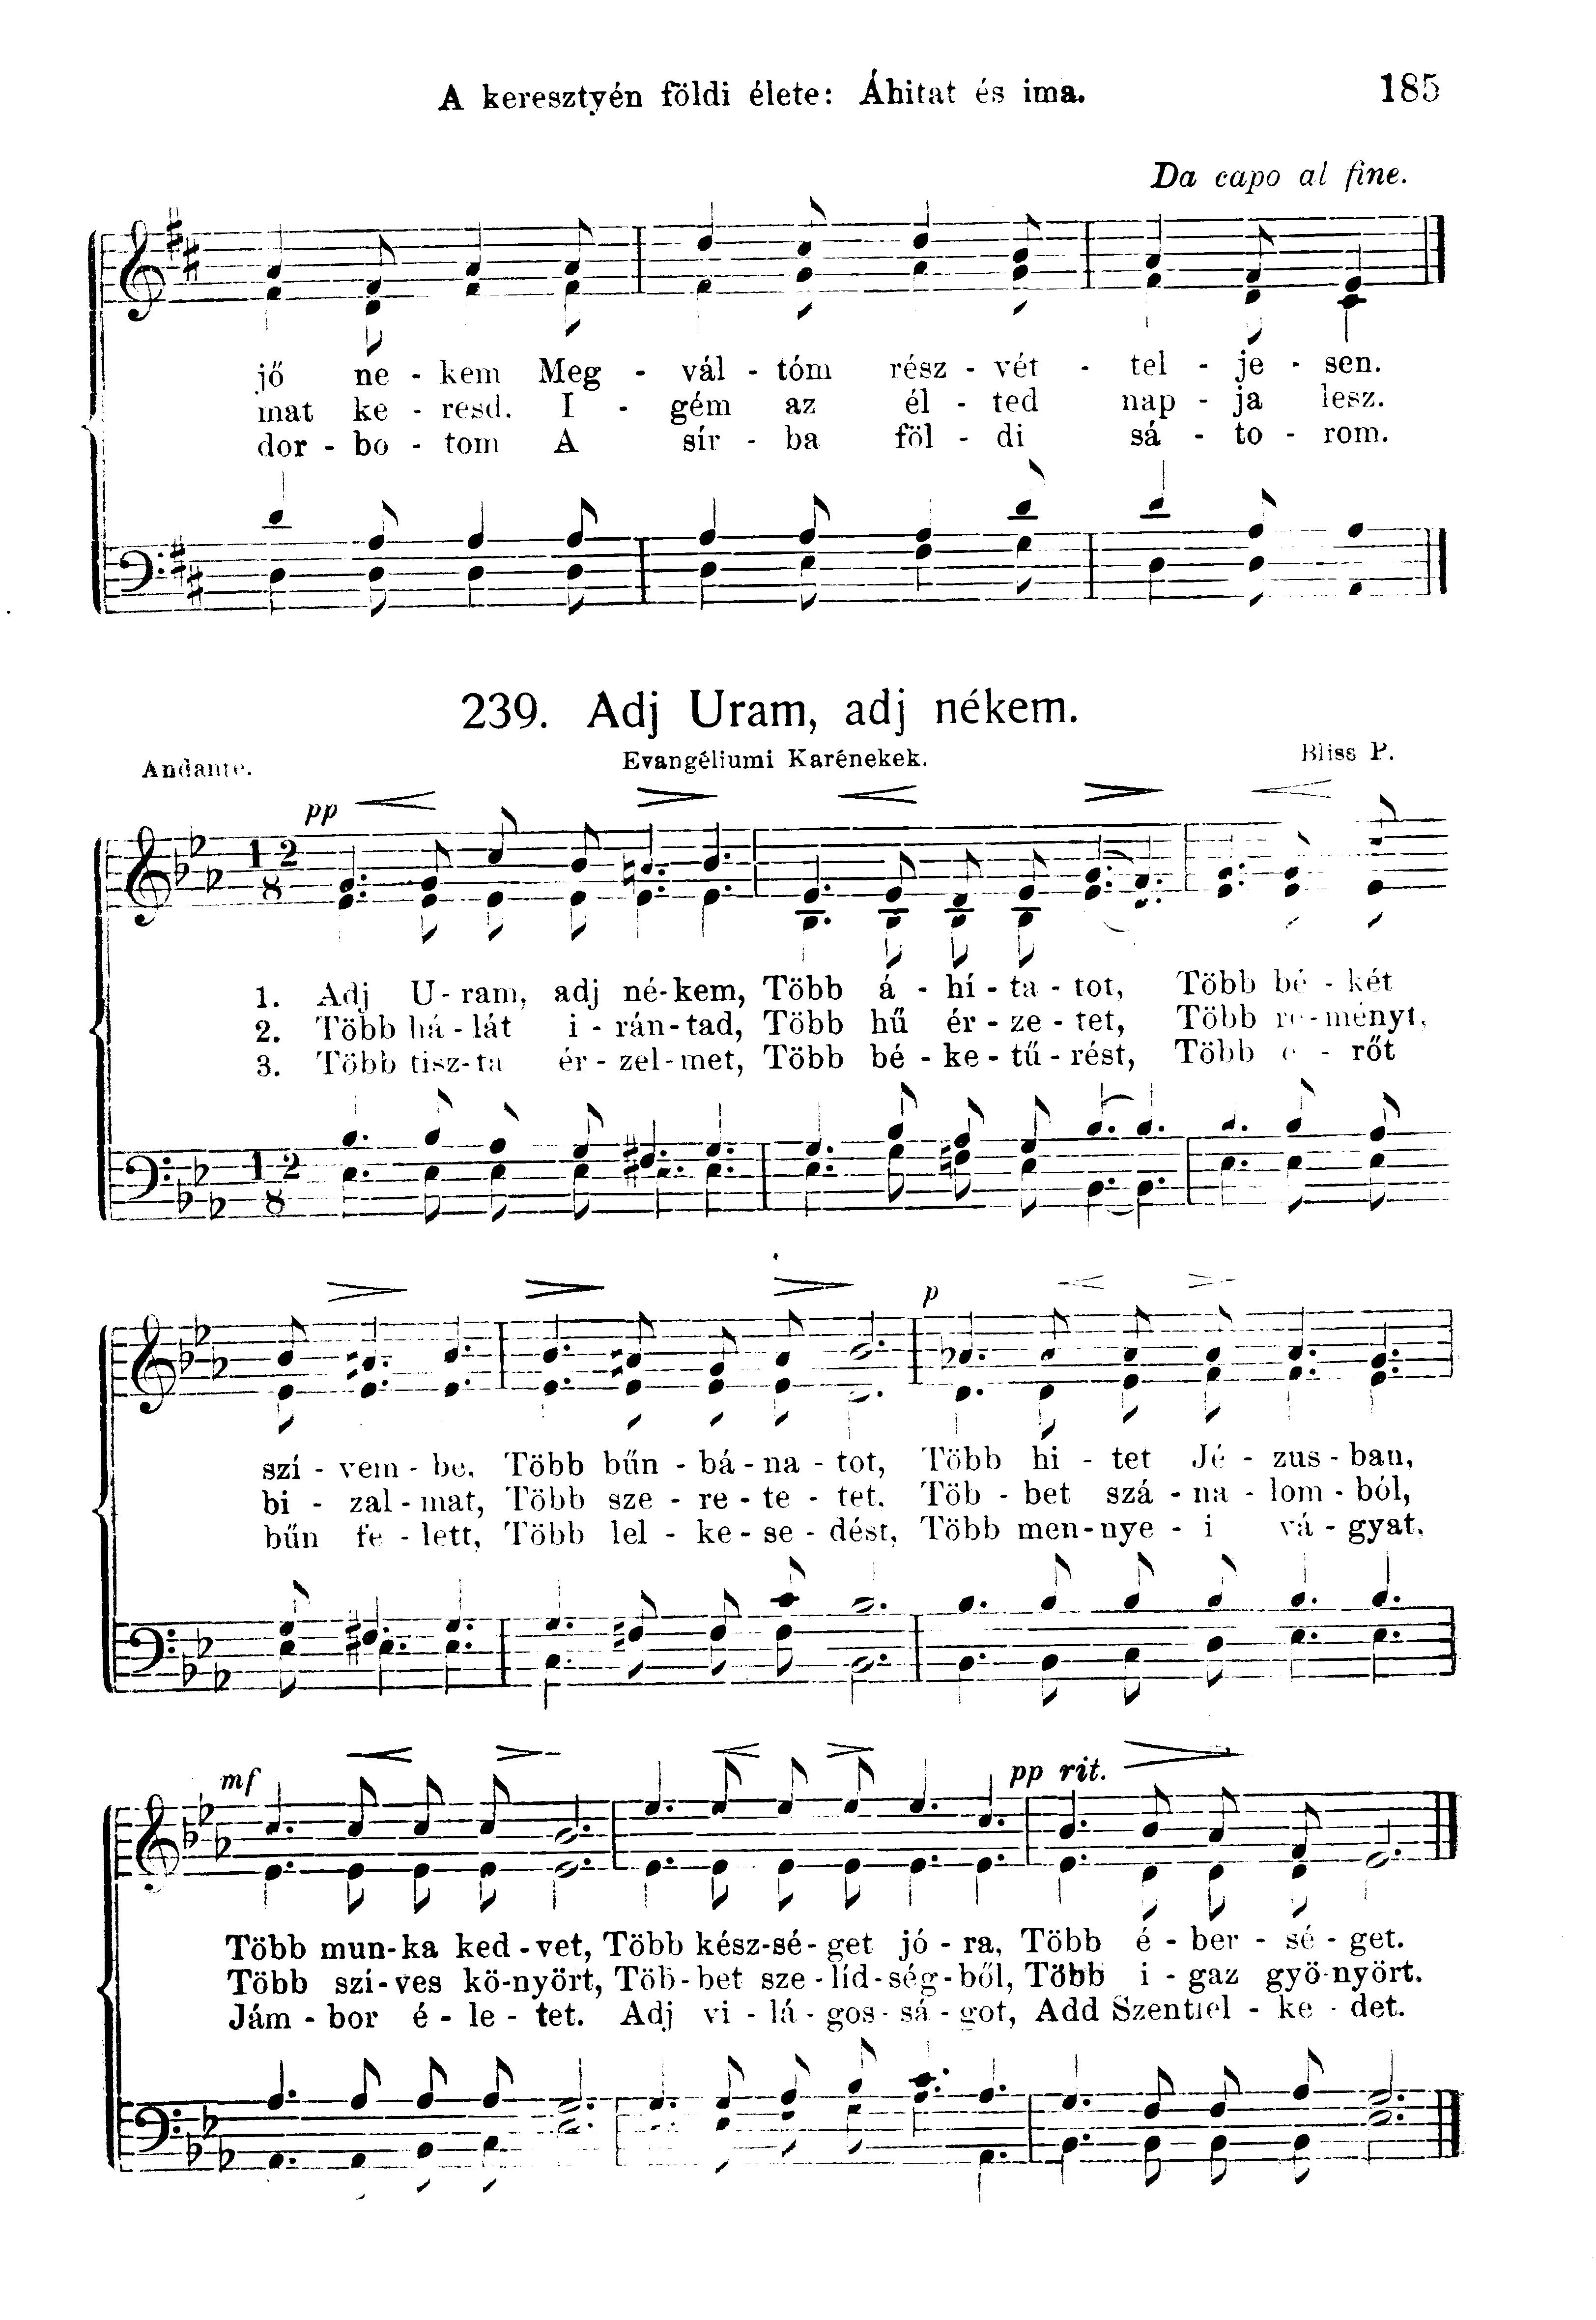 A keresztyén földi élete: Áhitat és ima. 185
Da capo al fine.
jő ne - kem Meg - vál - tóm rész - vét - tel - je - sen.
mat ke - resd. I - gém az él - ted nap - ja lesz.
dor - bo - tom A sír - ba föl - di sá - to - rom.
239. Adj Uram, adj nékem.
Andante. Evangéliumi Karénekek. Bliss P.
pp
12
8
1. Adj U - ram, adj né - kem, Több á - hí - ta - tot, Több bé - két
2. Több há - lát i - rán - tad, Több hű ér - ze - tet, Több re - ményt,
3. Több tisz - ta ér - zel - met, Több bé - ke - tű - rést, Több e - rőt
12
8
p
szí - vem - be, Több bűn - bá - na - tot, Több hi - tet Jé - zus - ban,
bi - zal - mat, Több sze - re - te - tet. Töb - bet szá - na - lom - ból,
bűn fe - lett, Több lel - ke - se - dést, Több men - nye - i vá - gyat,
mf pp rit.
Több mun - ka ked - vet, Több kész - sé - get jó - ra, Több é - ber - sé - get.
Több szí - ves kö - nyört, Töb - bet sze - líd - ség - ből, Több i - gaz gyö - nyört.
Jám - bor é - le - tet. Adj vi - lá - gos - sá - got, Add Szentlel - ke - det.